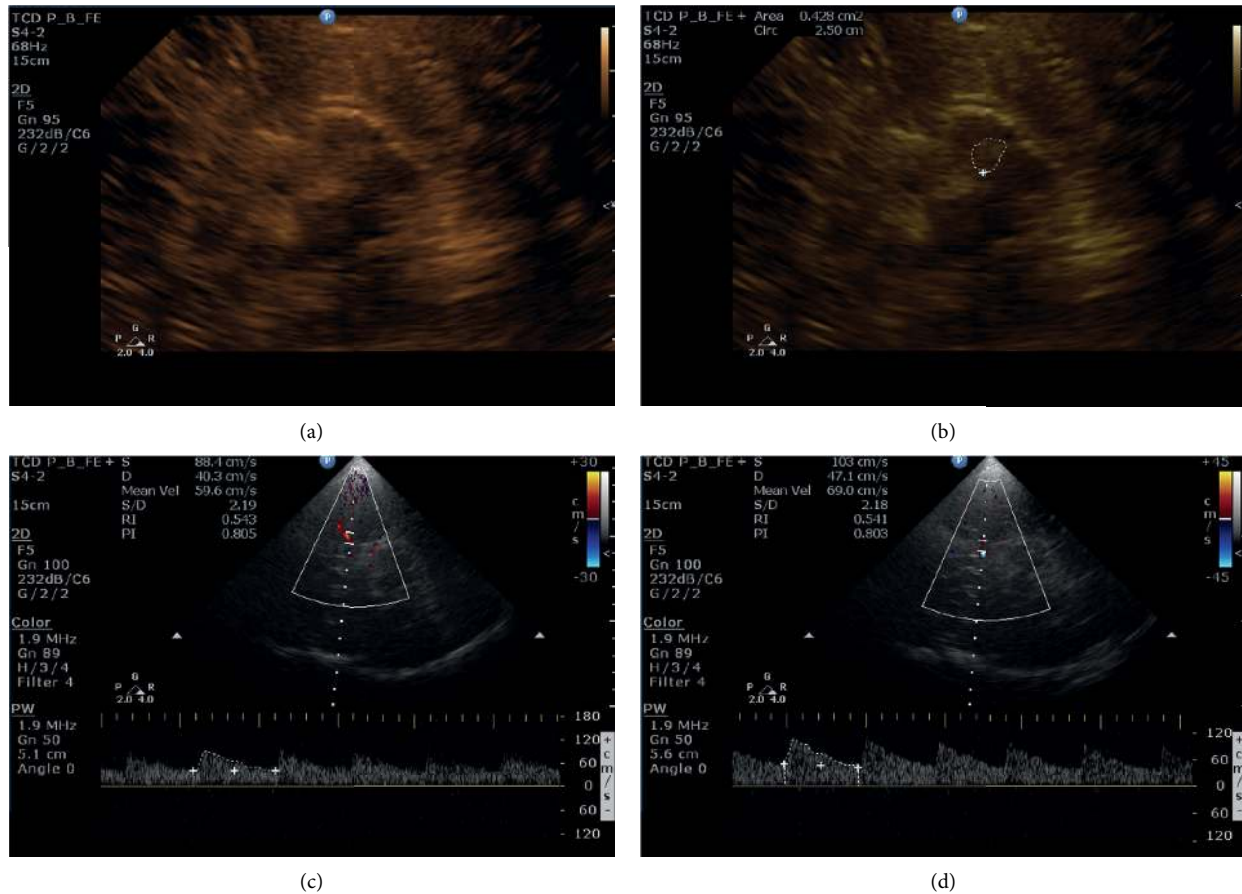 TCD P_B_FE
S4-2
68Hz
15cm
2D
F5
Gn 95
232dB/C6
G/2/2
P
G
P R
2.0 4.0
(a)
TCD P_B_FE + Area 0.428 cm2
Circ 2.50 cm
S4-2
68Hz
15cm
2D
F5
Gn 95
232dB/C6
G/2/2
P
G
P R
2.0 4.0
(b)
TCD P_B_FE + S 88.4 cm/s
S4-2 D 40.3 cm/s
Mean Vel 59.6 cm/s
15cm S/D 2.19
RI 0.543
2D PI 0.805
F5
Gn 100
232dB/C6
G/2/2
Color
1.9 MHz
Gn 89
H/3/4
Filter 4
PW
1.9 MHz
Gn 50
5.1 cm
Angle 0
P
+30
c
m
/
s
-30
G
P R
2.0 4.0
180
120
60
0
60
120
+
c
m
/
s
-
(c)
TCD P_B_FE + S 103 cm/s
S4-2 D 47.1 cm/s
Mean Vel 69.0 cm/s
15cm S/D 2.18
RI 0.541
2D PI 0.803
F5
Gn 100
232dB/C6
G/2/2
Color
1.9 MHz
Gn 89
H/3/4
Filter 4
PW
1.9 MHz
Gn 50
5.6 cm
Angle 0
P
+45
c
m
/
s
-45
G
P R
2.0 4.0
120
60
0
60
120
+
c
m
/
s
-
(d)